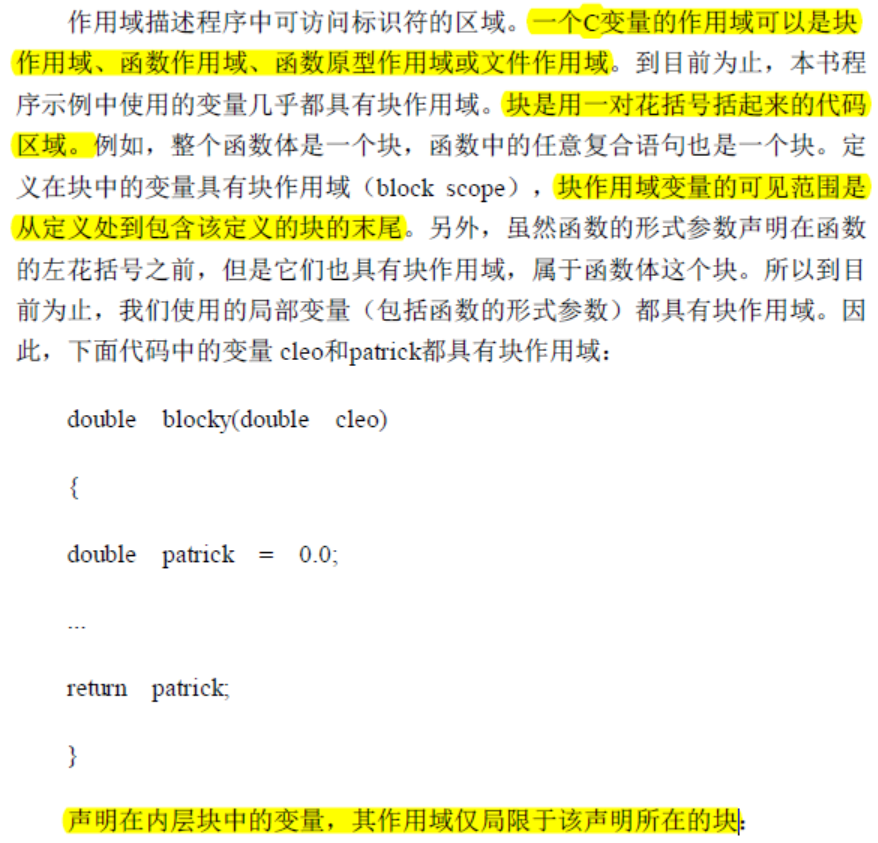 作用域描述程序中可访问标识符的区域。一个C变量的作用域可以是块
作用域、函数作用域、函数原型作用域或文件作用域。到目前为止，本书程
序示例中使用的变量几乎都具有块作用域。块是用一对花括号括起来的代码
区域。例如，整个函数体是一个块，函数中的任意复合语句也是一个块。定
义在块中的变量具有块作用域（block scope），块作用域变量的可见范围是
从定义处到包含该定义的块的末尾。另外，虽然函数的形式参数声明在函数
的左花括号之前，但是它们也具有块作用域，属于函数体这个块。所以到目
前为止，我们使用的局部变量（包括函数的形式参数）都具有块作用域。因
此，下面代码中的变量 cleo和patrick都具有块作用域：
double blocky(double cleo)
{
double patrick = 0.0;
...
return patrick;
}
声明在内层块中的变量，其作用域仅局限于该声明所在的块：